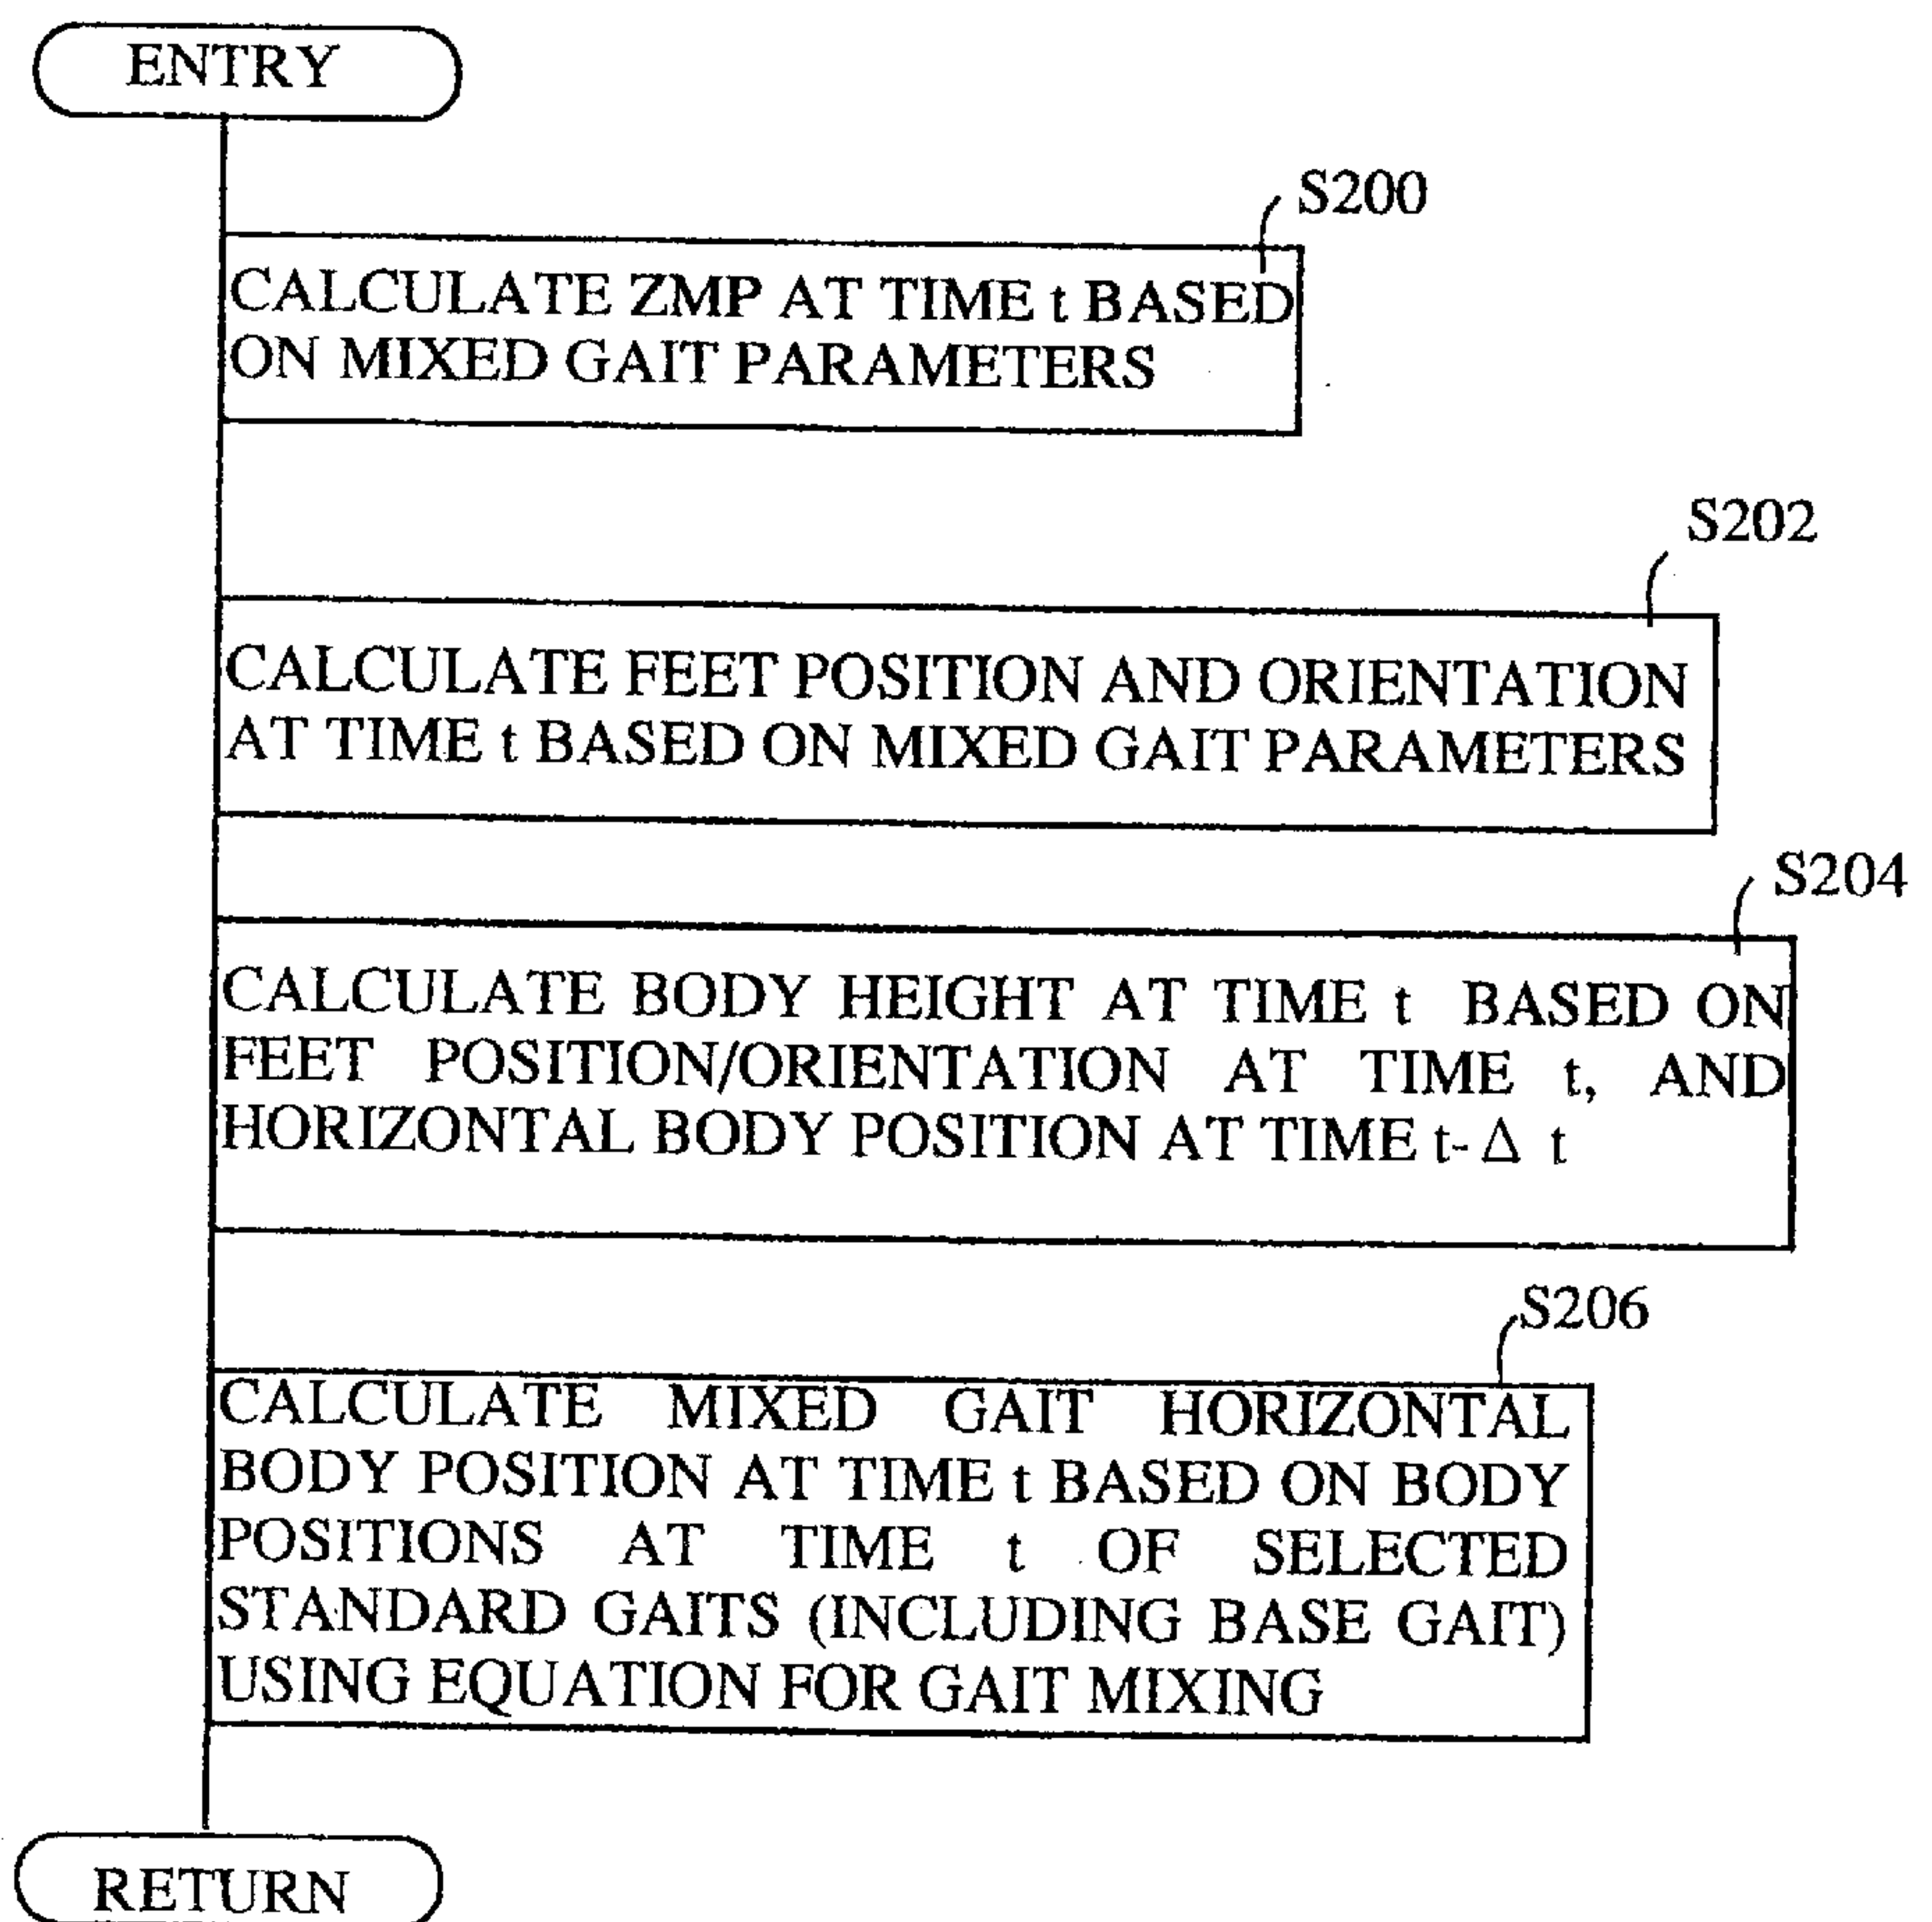 ENTRY
S200
CALCULATE ZMP AT TIME t BASED
ON MIXED GAIT PARAMETERS
S202
CALCULATE FEET POSITION AND ORIENTATION
AT TIME t BASED ON MIXED GAIT PARAMETERS
S204
CALCULATE BODY HEIGHT AT TIME t BASED ON
FEET POSITION/ORIENTATION AT TIME t, AND
HORIZONTAL BODY POSITION AT TIME t-Δ t
S206
CALCULATE MIXED GAIT HORIZONTAL
BODY POSITION AT TIME t BASED ON BODY
POSITIONS AT TIME t OF SELECTED
STANDARD GAITS (INCLUDING BASE GAIT)
USING EQUATION FOR GAIT MIXING
RETURN